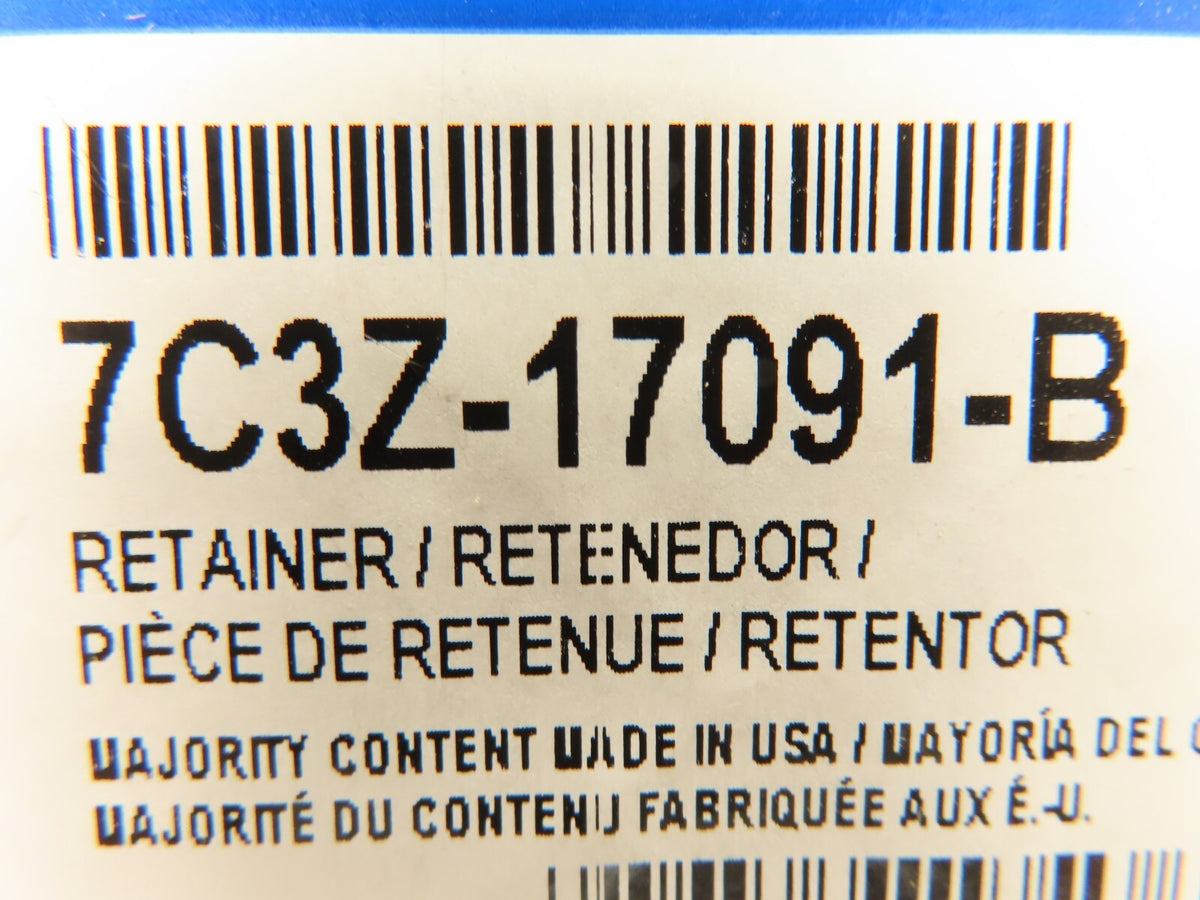 7C3Z-17091-B
RETAINER / RETENEDOR /
PIÈCE DE RETENUE / RETENTOR
MAJORITY CONTENT MADE IN USA / MAYORÍA DEL
MAJORITÉ DU CONTENU FABRIQUÉE AUX É.-U.